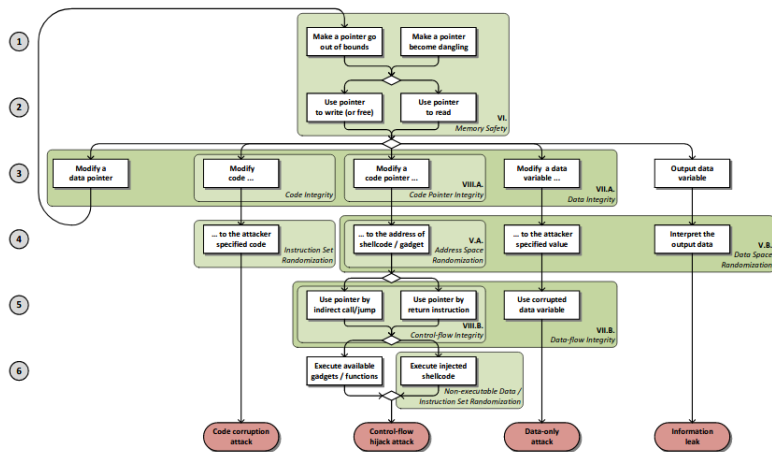 1
Make a pointer go
out of bounds
Make a pointer
become dangling
2
Use pointer
to write (or free)
Use pointer
to read
VI.
Memory Safety
3
Modify a
data pointer
Modify
code ...
Code Integrity
Modify a
code pointer ...
VIII.A.
Code Pointer Integrity
Modify a data
variable ...
VII.A.
Data Integrity
Output data
variable
4
... to the attacker
specified code
Instruction Set
Randomization
... to the address of
shellcode / gadget
V.A.
Address Space
Randomization
... to the attacker
specified value
Interpret the
output data
V.B.
Data Space
Randomization
5
Use pointer by
indirect call/jump
Use pointer by
return instruction
VIII.B.
Control-flow Integrity
Use corrupted
data variable
VII.B.
Data-flow Integrity
6
Execute available
gadgets / functions
Execute injected
shellcode
Non-executable Data /
Instruction Set Randomization
Code corruption
attack
Control-flow
hijack attack
Data-only
attack
Information
leak